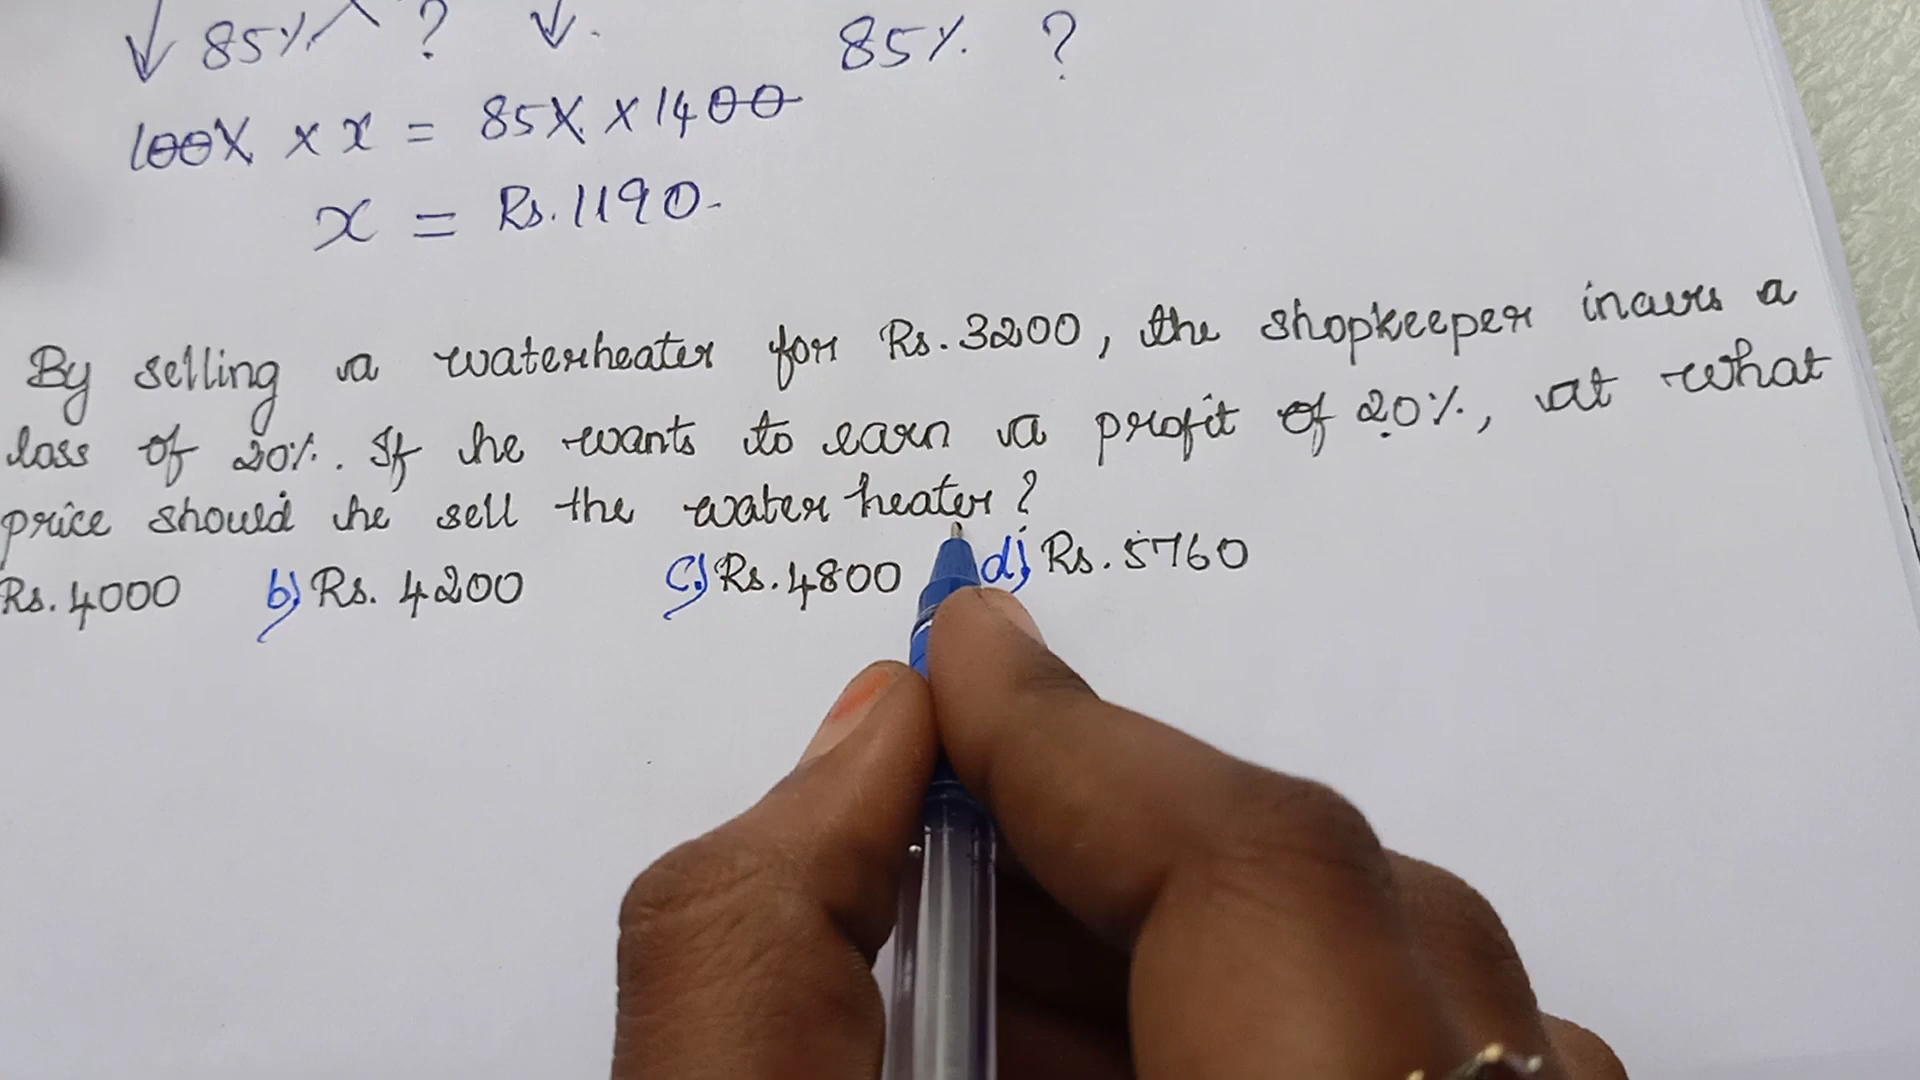 ↓ 85% ? ↓. 85% ?
100% × x = 85% × 1400
x = Rs. 1190.
By selling a waterheater for Rs. 3200, the shopkeeper incurs a
loss of 20%. If he wants to earn a profit of 20%, at what
price should he sell the water heater?
Rs. 4000 b) Rs. 4200 c) Rs. 4800 d) Rs. 5760